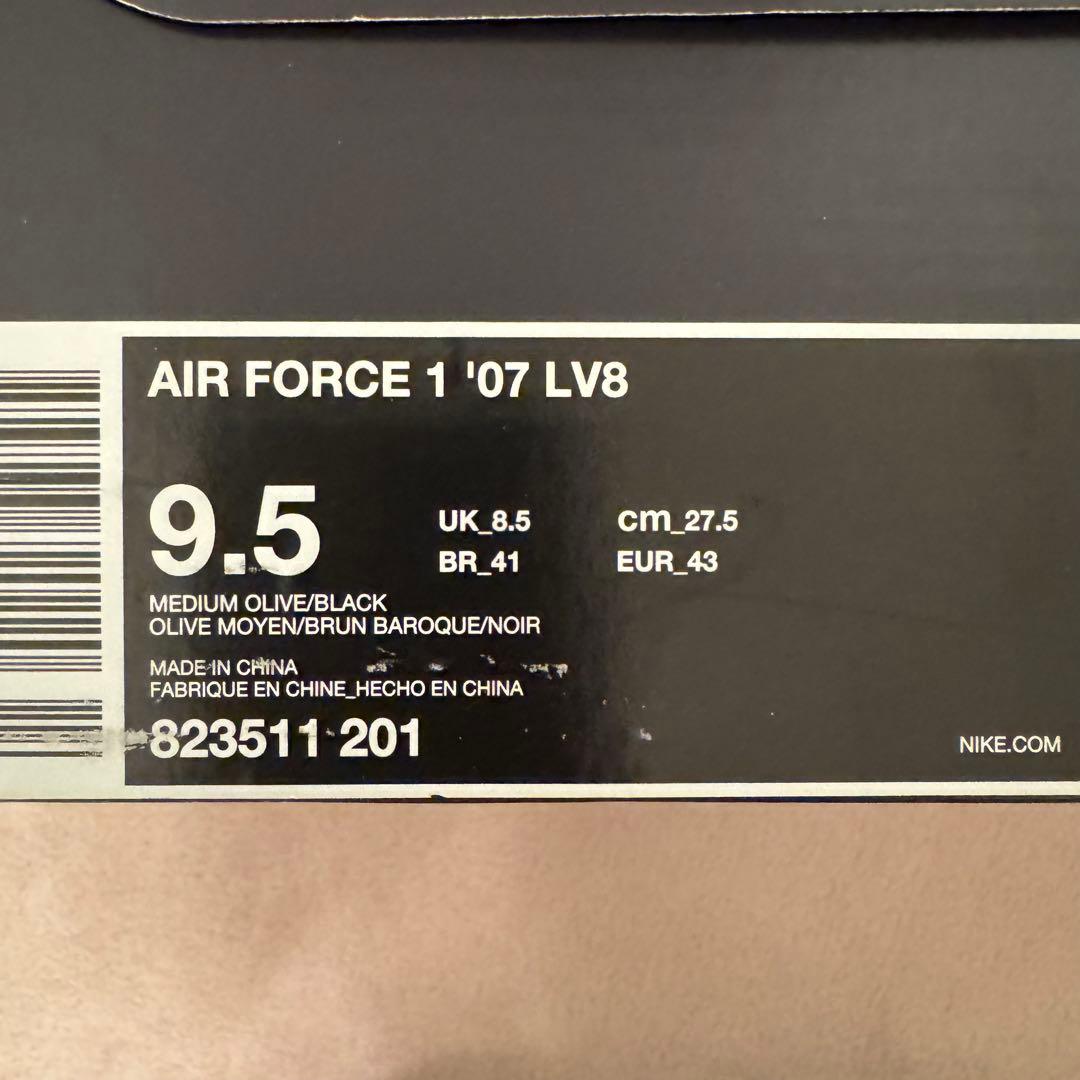 AIR FORCE 1 '07 LV8
9.5
UK_8.5 CM_27.5
BR_41 EUR_43
MEDIUM OLIVE/BLACK
OLIVE MOYEN/BRUN BAROQUE/NOIR
MADE IN CHINA
FABRIQUE EN CHINE_HECHO EN CHINA
823511 201
NIKE.COM